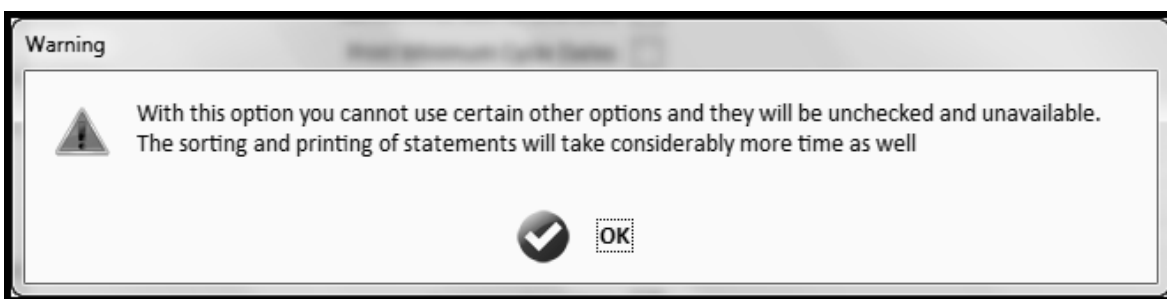 Warning
With this option you cannot use certain other options and they will be unchecked and unavailable.
The sorting and printing of statements will take considerably more time as well
OK